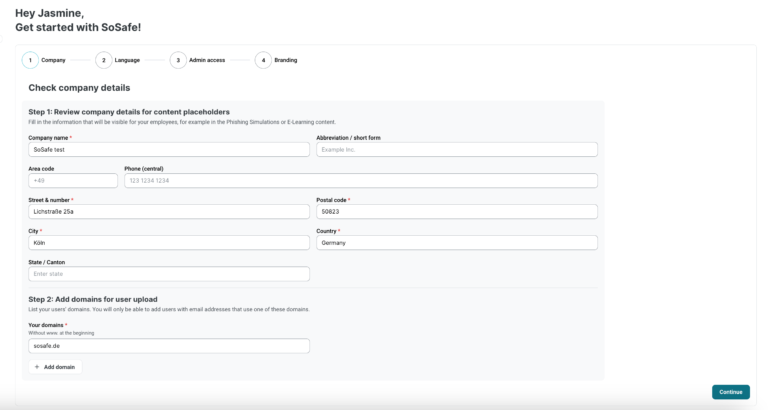 Hey Jasmine,
Get started with SoSafe!
1 Company 2 Language 3 Admin access 4 Branding
Check company details
Step 1: Review company details for content placeholders
Fill in the information that will be visible for your employees, for example in the Phishing Simulations or E-Learning content.
Company name * Abbreviation / short form
SoSafe test Example Inc.
Area code Phone (central)
+49 123 1234 1234
Street & number * Postal code *
Lichstraße 25a 50823
City * Country *
Köln Germany
State / Canton
Enter state
Step 2: Add domains for user upload
List your users' domains. You will only be able to add users with email addresses that use one of these domains.
Your domains *
Without www. at the beginning
sosafe.de
+ Add domain
Continue